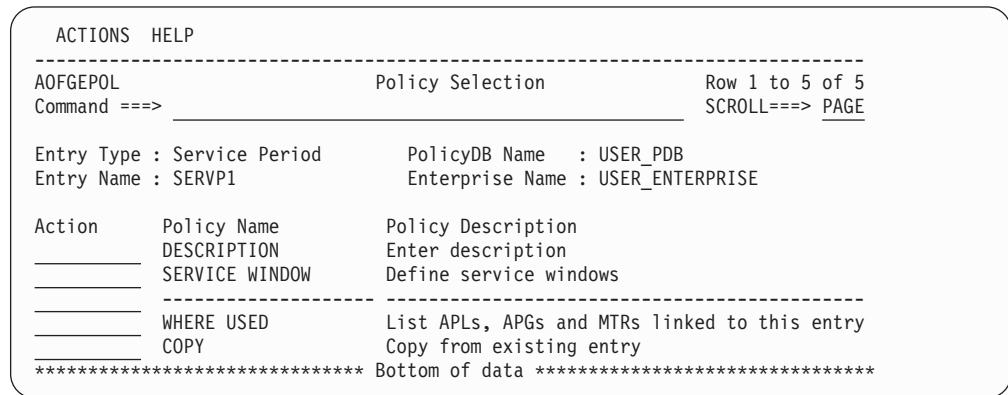 ACTIONS HELP
-------------------------------------------------------------------------------
AOFGEPOL Policy Selection Row 1 to 5 of 5
Command ===> SCROLL===> PAGE
Entry Type : Service Period PolicyDB Name : USER_PDB
Entry Name : SERVP1 Enterprise Name : USER_ENTERPRISE
Action Policy Name Policy Description
DESCRIPTION Enter description
SERVICE WINDOW Define service windows
-------------------- ---------------------------------------------
WHERE USED List APLs, APGs and MTRs linked to this entry
COPY Copy from existing entry
******************************* Bottom of data ********************************